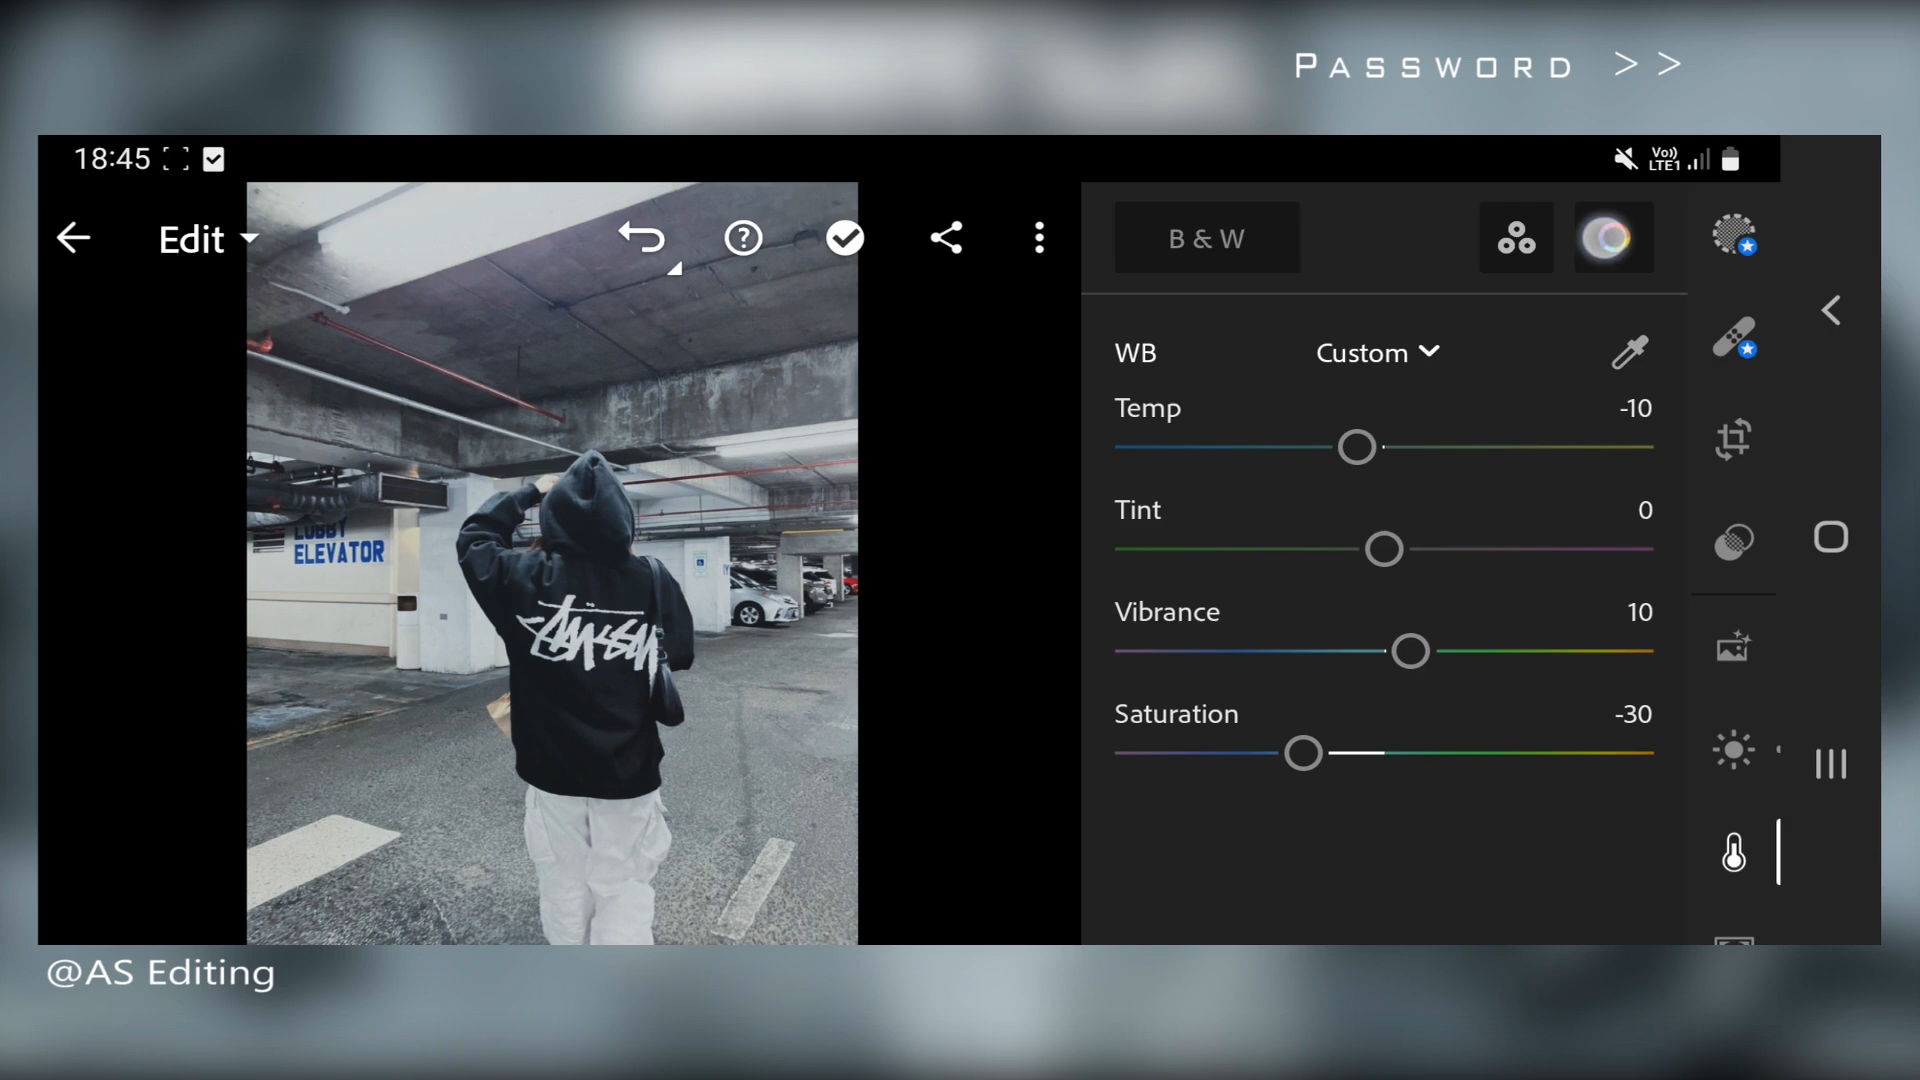 PASSWORD >>
18:45
Vo))
LTE1
Edit
B & W
WB
Custom
Temp
-10
Tint
0
Vibrance
10
Saturation
-30
LOBBY
ELEVATOR
STÜSSY
@AS Editing